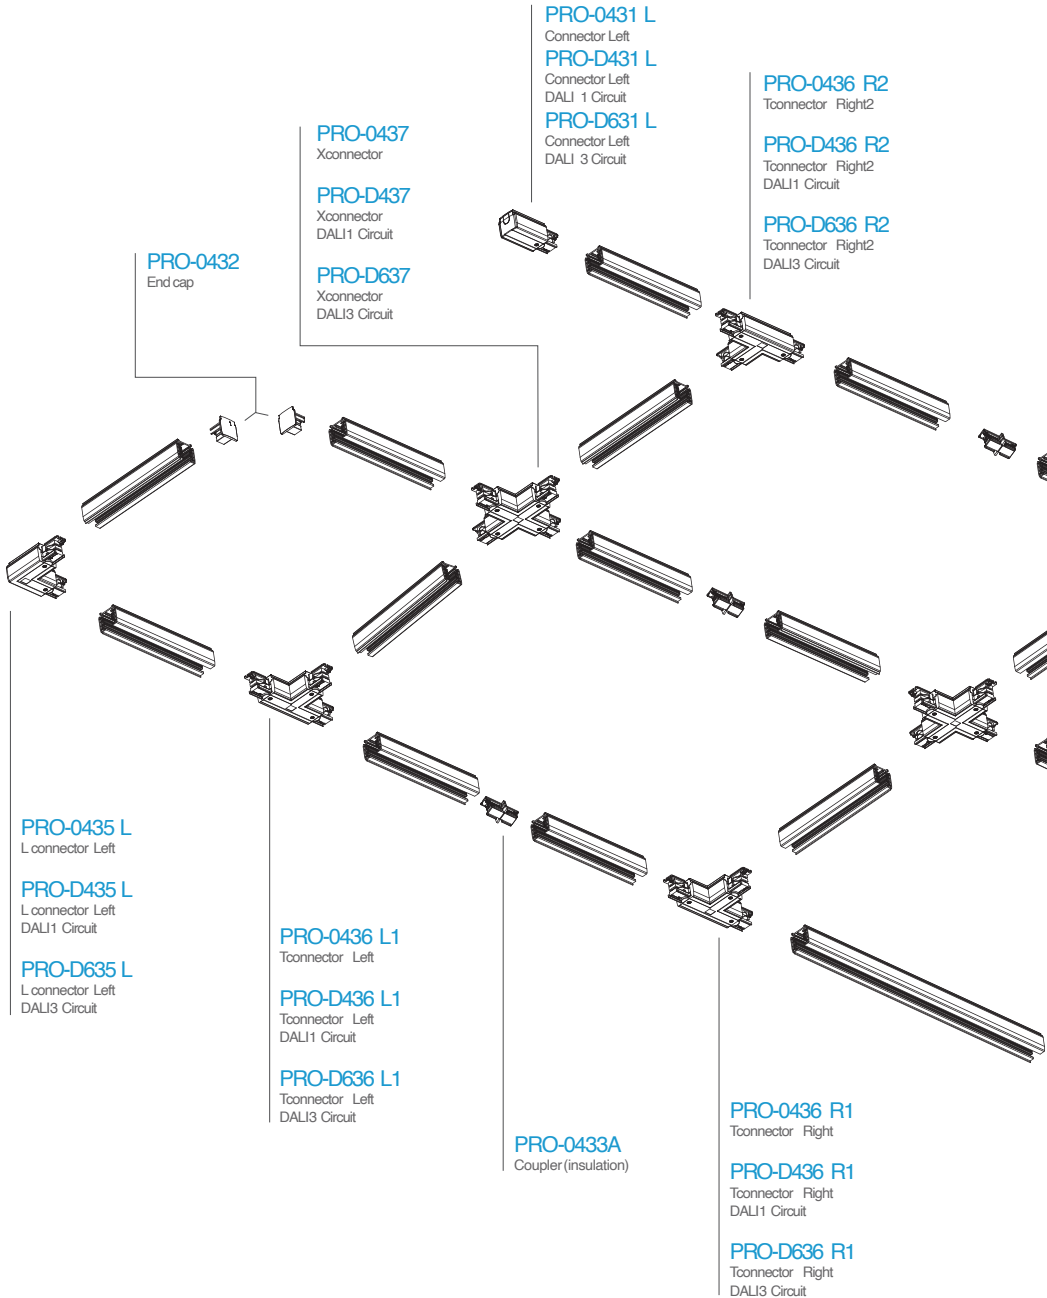 PRO-0431 L
Connector Left
PRO-D431 L
Connector Left
DALI 1 Circuit
PRO-D631 L
Connector Left
DALI 3 Circuit
PRO-0436 R2
Tconnector Right2
PRO-D436 R2
Tconnector Right2
DALI1 Circuit
PRO-D636 R2
Tconnector Right2
DALI3 Circuit
PRO-0437
Xconnector
PRO-D437
Xconnector
DALI1 Circuit
PRO-D637
Xconnector
DALI3 Circuit
PRO-0432
End cap
PRO-0435 L
L connector Left
PRO-D435 L
L connector Left
DALI1 Circuit
PRO-D635 L
L connector Left
DALI3 Circuit
PRO-0436 L1
Tconnector Left
PRO-D436 L1
Tconnector Left
DALI1 Circuit
PRO-D636 L1
Tconnector Left
DALI3 Circuit
PRO-0433A
Coupler (insulation)
PRO-0436 R1
Tconnector Right
PRO-D436 R1
Tconnector Right
DALI1 Circuit
PRO-D636 R1
Tconnector Right
DALI3 Circuit